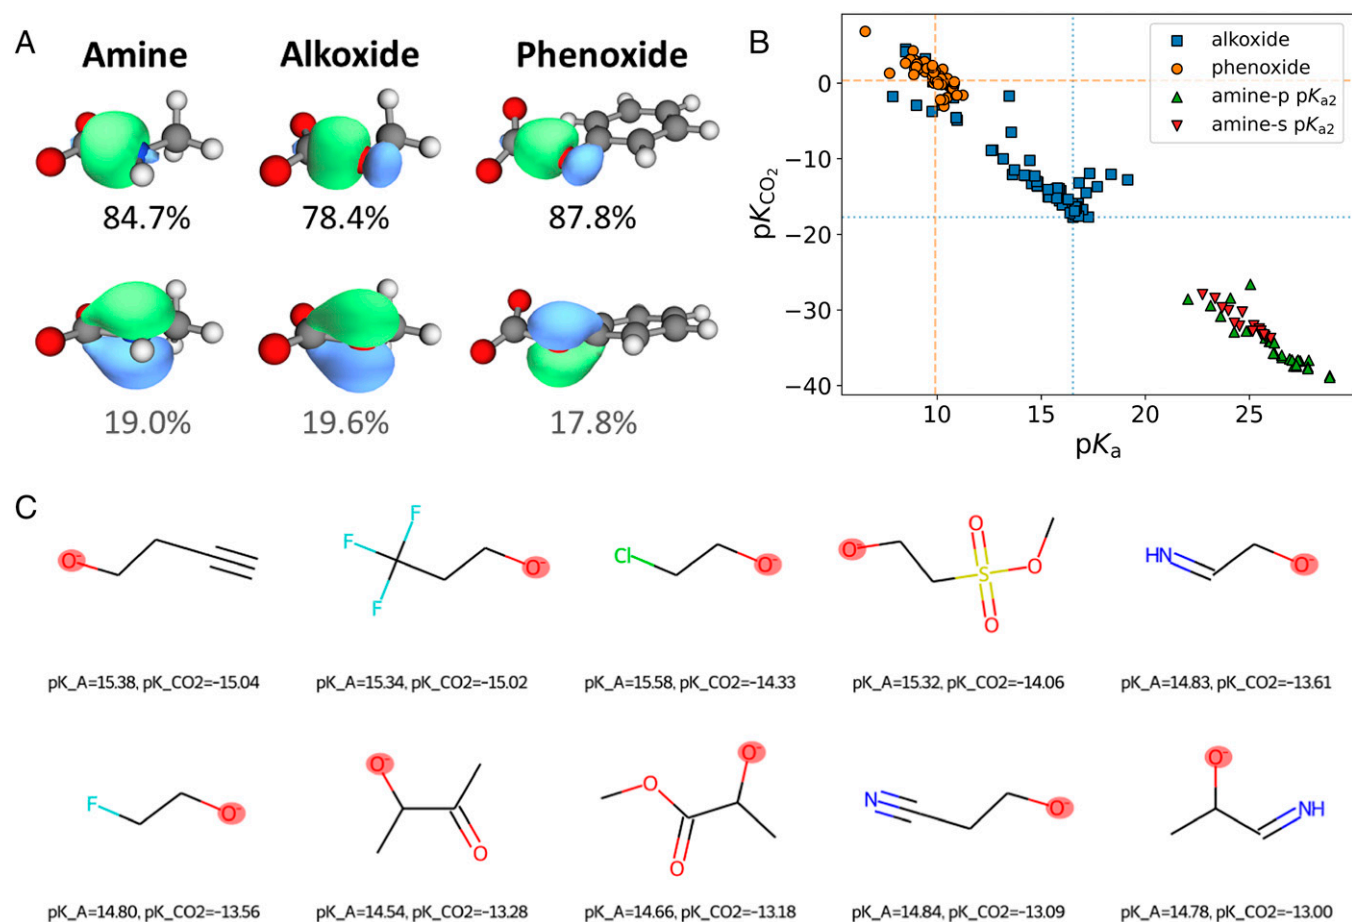 A
Amine
Alkoxide
Phenoxide
84.7%
78.4%
87.8%
19.0%
19.6%
17.8%
B
alkoxide
phenoxide
amine-p pKa2
amine-s pKa2
0
−10
−20
−30
−40
pKCO2
10
15
20
25
pKa
C
O⁻
F
F
F
O⁻
Cl
O⁻
O⁻
O
S
O
O
HN
O⁻
pK_A=15.38, pK_CO2=−15.04
pK_A=15.34, pK_CO2=−15.02
pK_A=15.58, pK_CO2=−14.33
pK_A=15.32, pK_CO2=−14.06
pK_A=14.83, pK_CO2=−13.61
F
O⁻
O⁻
O
O
O
O⁻
N
O⁻
O⁻
NH
pK_A=14.80, pK_CO2=−13.56
pK_A=14.54, pK_CO2=−13.28
pK_A=14.66, pK_CO2=−13.18
pK_A=14.84, pK_CO2=−13.09
pK_A=14.78, pK_CO2=−13.00